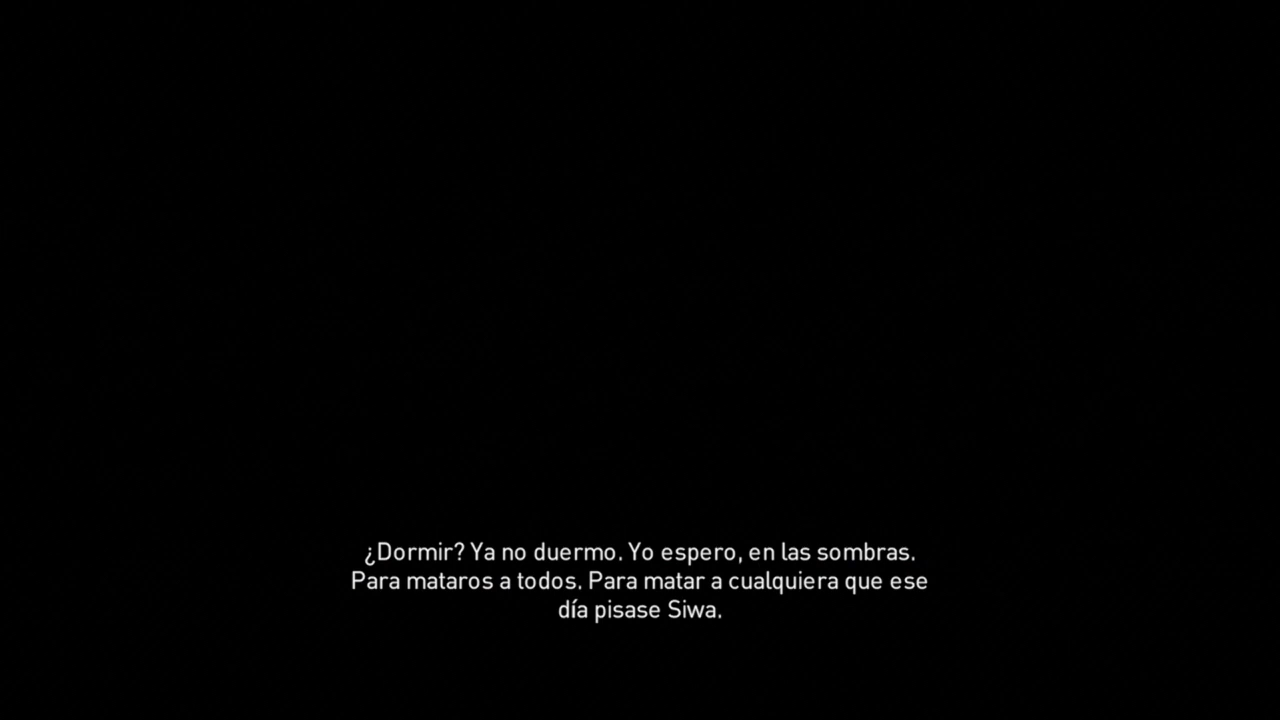 ¿Dormir? Ya no duermo. Yo espero, en las sombras.
Para mataros a todos. Para matar a cualquiera que ese
día pisase Siwa.